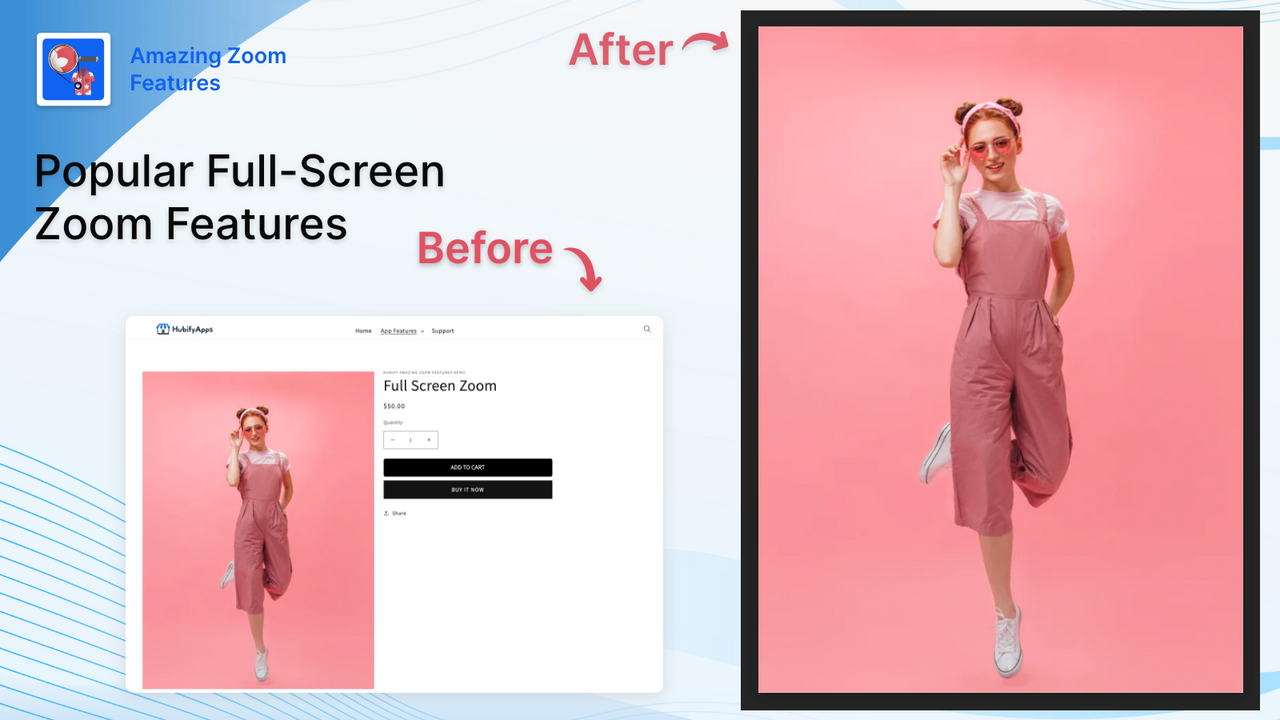 Amazing Zoom
Features
After
Popular Full-Screen
Zoom Features
Before
HubifyApps
Home App Features Support
HUBIFY AMAZING ZOOM FEATURES DEMO
Full Screen Zoom
$50.00
Quantity
− 1 +
ADD TO CART
BUY IT NOW
Share